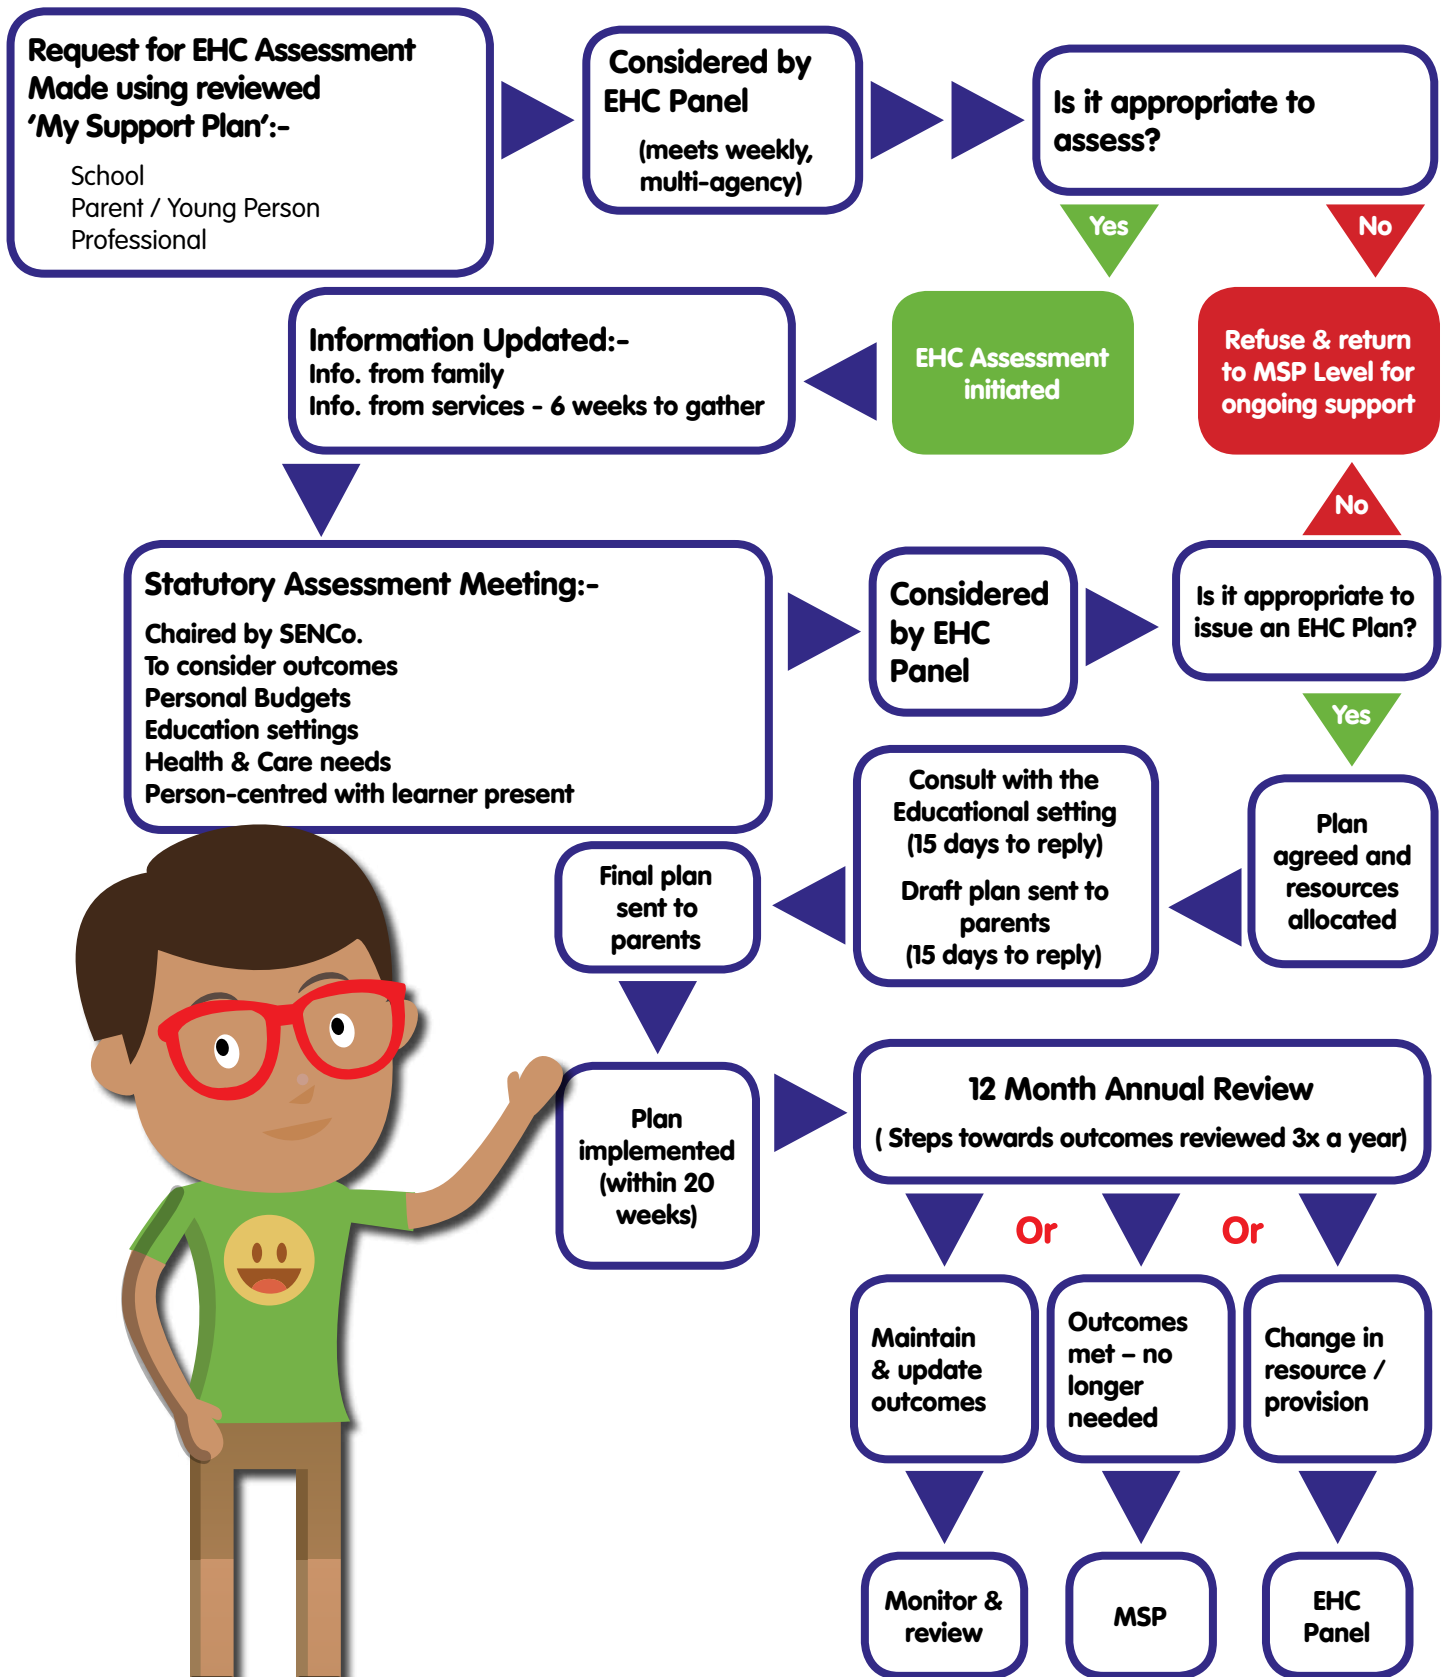 Request for EHC Assessment
Made using reviewed
‘My Support Plan’:-
School
Parent / Young Person
Professional
Considered by
EHC Panel
(meets weekly,
multi-agency)
Is it appropriate to
assess?
Yes
No
Information Updated:-
Info. from family
Info. from services - 6 weeks to gather
EHC Assessment
initiated
Refuse & return
to MSP Level for
ongoing support
No
Statutory Assessment Meeting:-
Chaired by SENCo.
To consider outcomes
Personal Budgets
Education settings
Health & Care needs
Person-centred with learner present
Considered
by EHC
Panel
Is it appropriate to
issue an EHC Plan?
Yes
Plan
agreed and
resources
allocated
Consult with the
Educational setting
(15 days to reply)
Draft plan sent to
parents
(15 days to reply)
Final plan
sent to
parents
Plan
implemented
(within 20
weeks)
12 Month Annual Review
( Steps towards outcomes reviewed 3x a year)
Or
Or
Maintain
& update
outcomes
Outcomes
met – no
longer
needed
Change in
resource /
provision
Monitor &
review
MSP
EHC
Panel